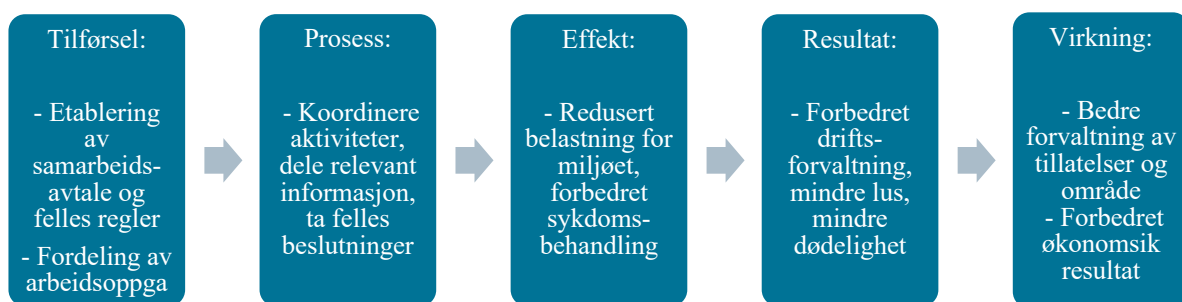 Tilførsel:
- Etablering
av
samarbeids-
avtale og
felles regler
- Fordeling av
arbeidsoppga
Prosess:
- Koordinere
aktiviteter,
dele relevant
informasjon,
ta felles
beslutninger
Effekt:
- Redusert
belastning for
miljøet,
forbedret
sykdoms-
behandling
Resultat:
- Forbedret
drifts-
forvaltning,
mindre lus,
mindre
dødelighet
Virkning:
- Bedre
forvaltning av
tillatelser og
område
- Forbedret
økonomsik
resultat